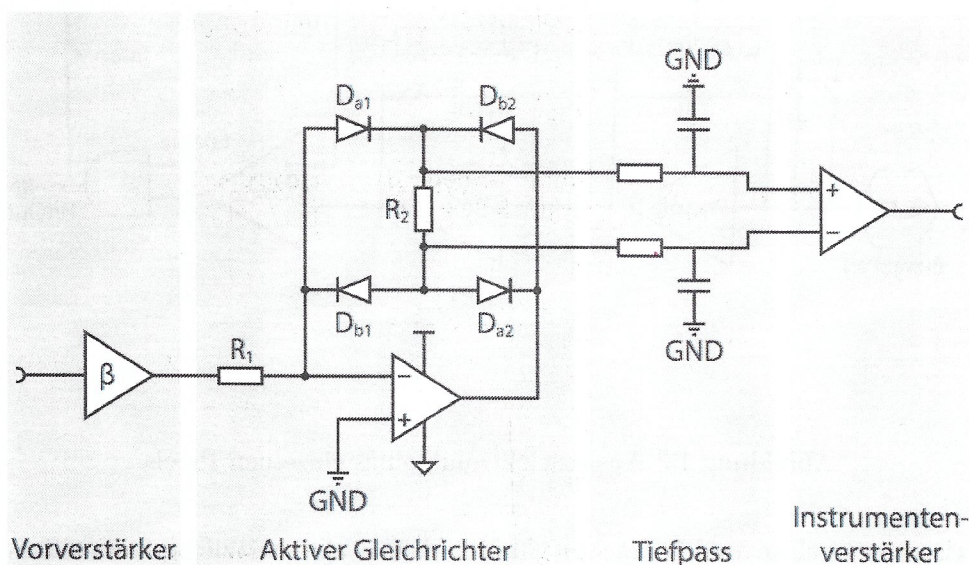 GND
Da1
Db2
R2
+
−
Db1
Da2
R1
β
−
+
GND
GND
Instrumenten-
Vorverstärker Aktiver Gleichrichter Tiefpass verstärker